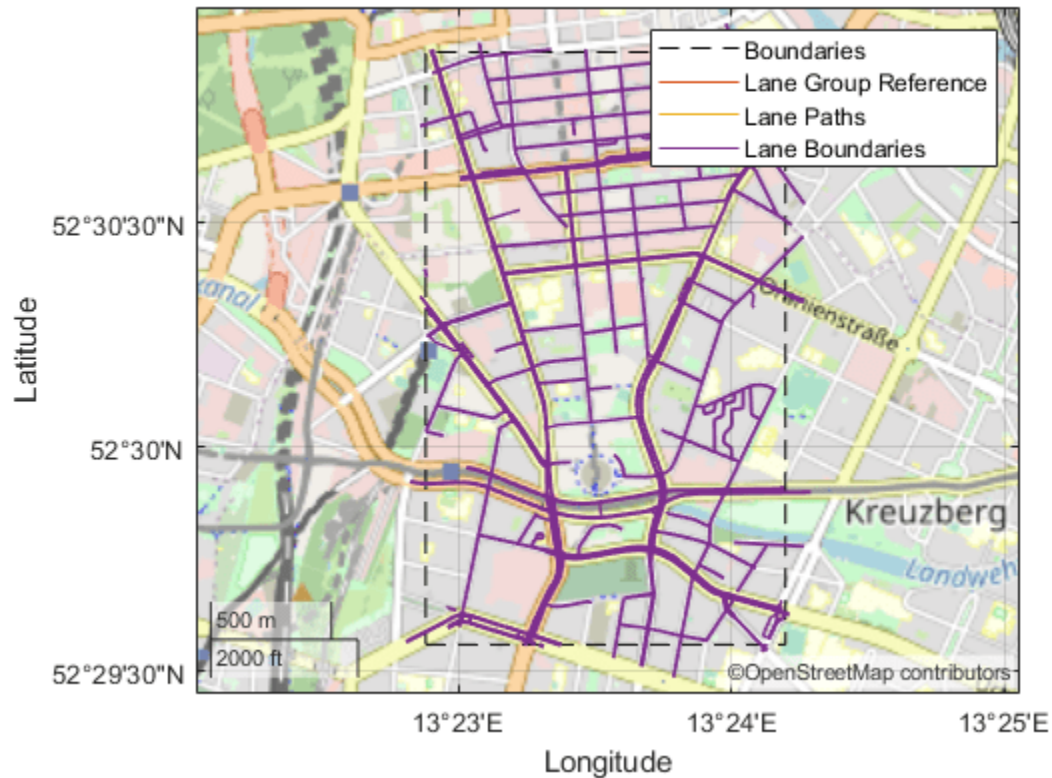 Boundaries
Lane Group Reference
Lane Paths
Lane Boundaries
52°30'30"N
anal
Oranienstraße
Latitude
52°30'N
Kreuzberg
Landweh
500 m
2000 ft
52°29'30"N
©OpenStreetMap contributors
13°23'E
13°24'E
13°25'E
Longitude